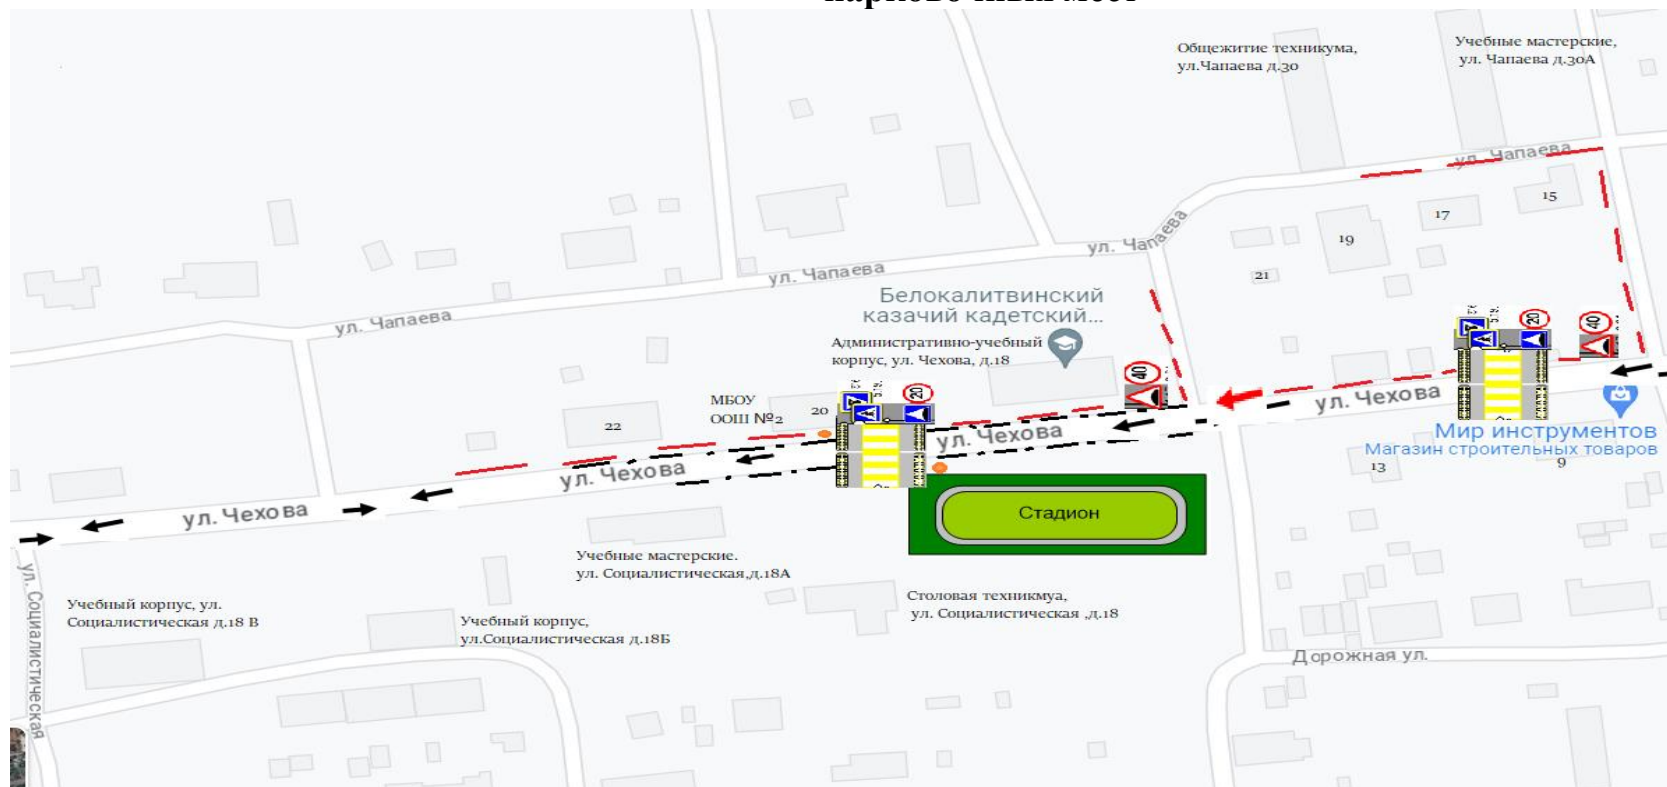 Общежитие техникума,
ул.Чапаева д.30
Учебные мастерские,
ул. Чапаева д.30А
ул. Чапаева
15
17
19
21
ул. Чапаева
ул. Чапаева
ул. Чапаева
Белокалитвинский
казачий кадетский...
Административно-учебный
корпус, ул. Чехова, д.18
40
20
40
20
МБОУ
ООШ №2
20
22
ул. Чехова
ул. Чехова
ул. Чехова
ул. Чехова
Мир инструментов
Магазин строительных товаров
13
9
Стадион
Учебные мастерские.
ул. Социалистическая,д.18А
Столовая техникмуа,
ул. Социалистическая ,д.18
Учебный корпус, ул.
Социалистическая д.18 В
Учебный корпус,
ул.Социалистическая д.18Б
ул. Социалистическая
Дорожная ул.